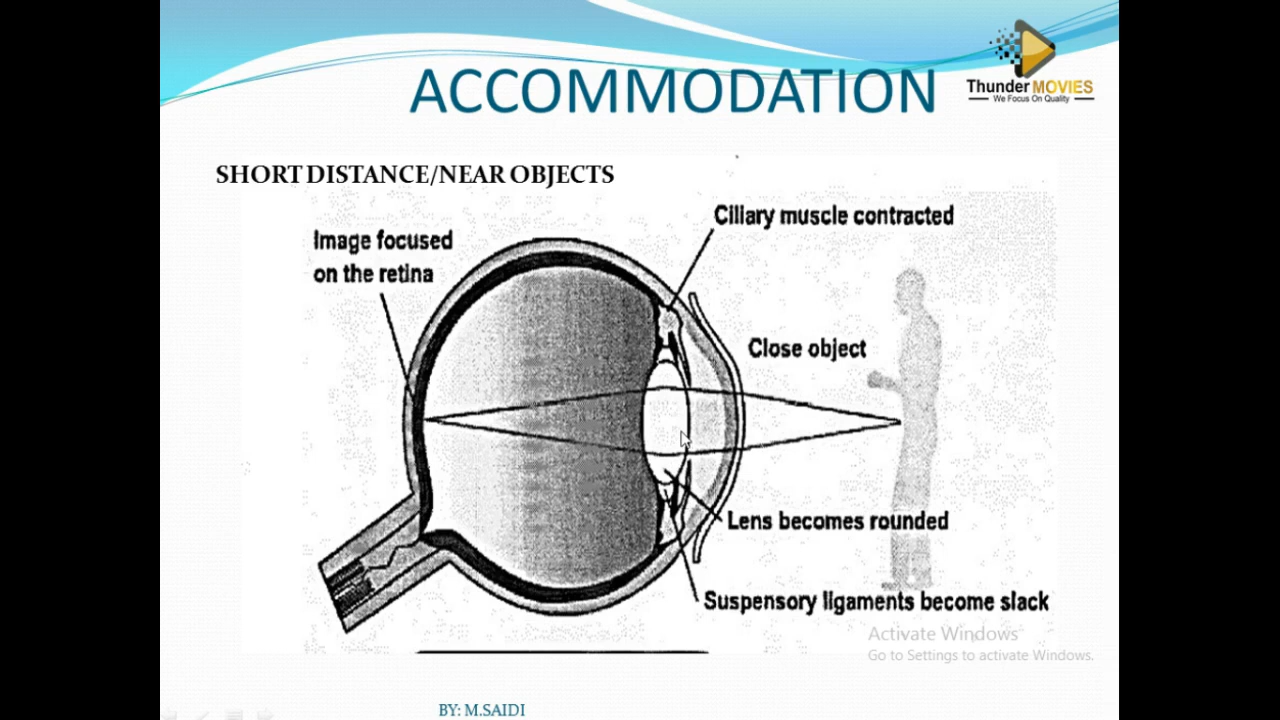 ACCOMMODATION
Thunder MOVIES
We Focus On Quality
SHORT DISTANCE/NEAR OBJECTS
Ciliary muscle contracted
Image focused
on the retina
Close object
Lens becomes rounded
Suspensory ligaments become slack
Activate Windows
Go to Settings to activate Windows.
BY: M.SAIDI